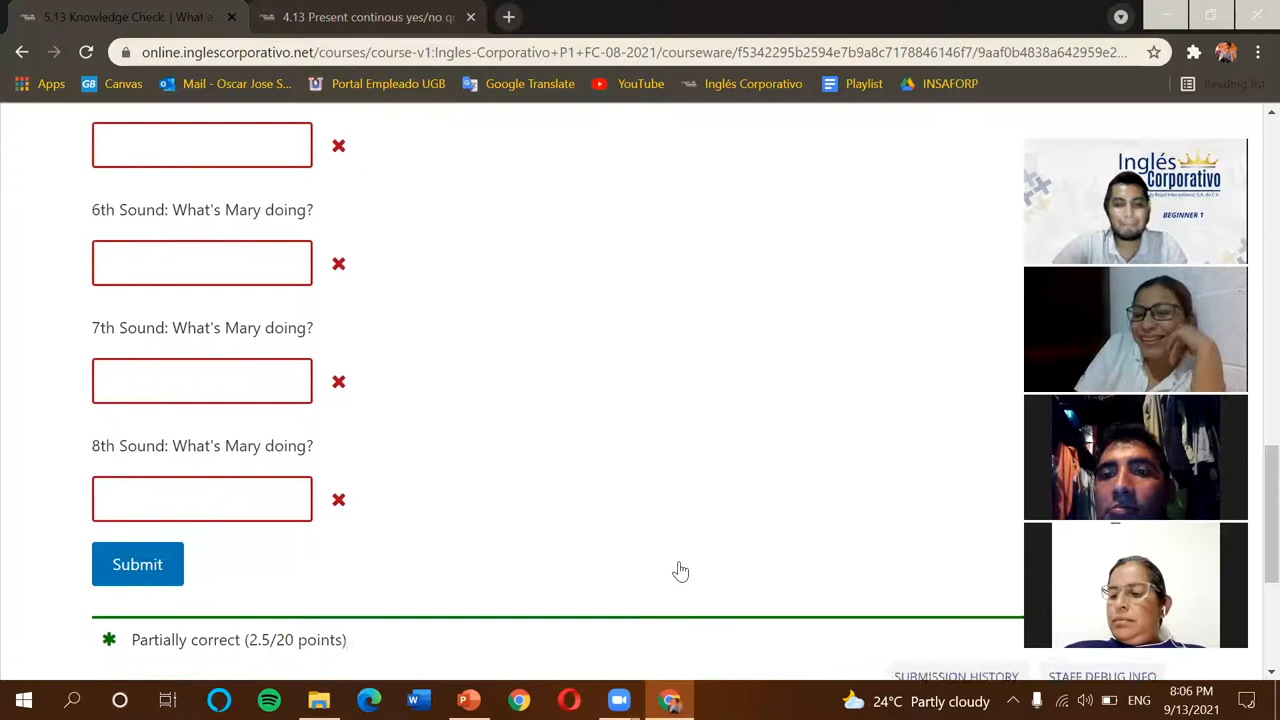 5.13 Knowledge Check. | What a
4.13 Present continous yes/no qu
online.inglescorporativo.net/courses/course-v1:Ingles-Corporativo+P1+FC-08-2021/courseware/f5342295b2594e7b9a8c7178846146f7/9aaf0b4838a642959e2...
Apps
GB Canvas
Mail - Oscar Jose S...
Portal Empleado UGB
Google Translate
YouTube
Inglés Corporativo
Playlist
INSAFORP
Reading list
6th Sound: What's Mary doing?
7th Sound: What's Mary doing?
8th Sound: What's Mary doing?
Submit
Partially correct (2.5/20 points)
SUBMISSION HISTORY
STAFF DEBUG INFO
Inglés
Corporativo
BEGINNER 1
24°C Partly cloudy
ENG
8:06 PM
9/13/2021